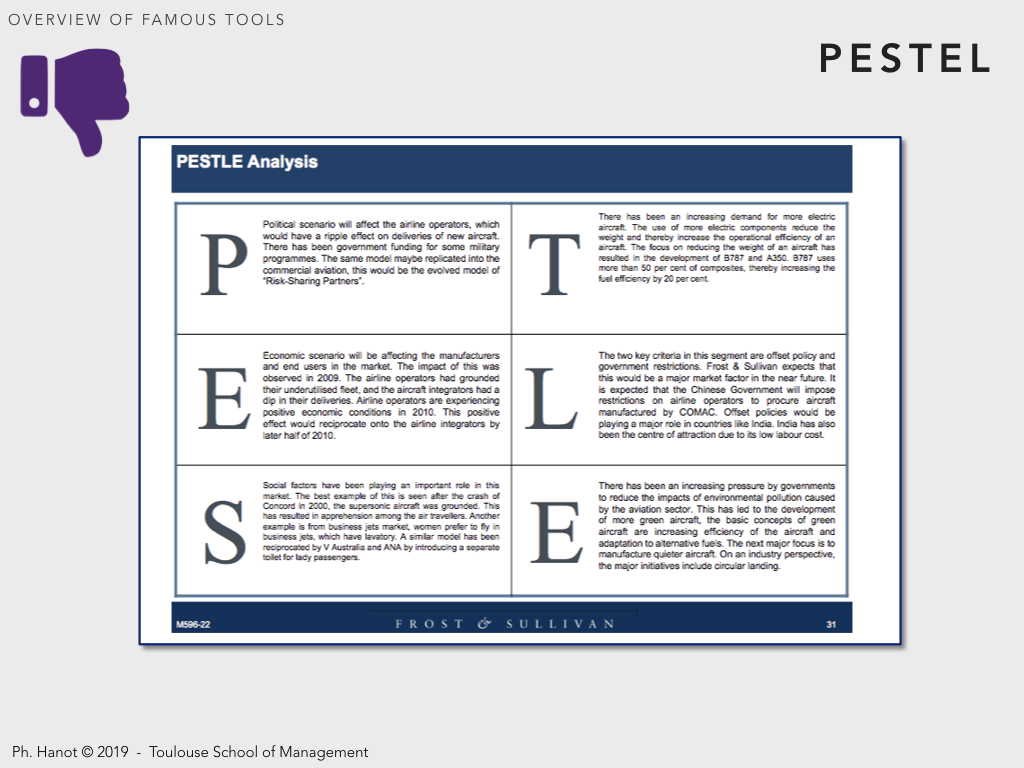 OVERVIEW OF FAMOUS TOOLS
PESTEL
PESTLE Analysis
P
Political scenario will affect the airline operators, which
would have a ripple effect on deliveries of new aircraft.
There has been government funding for some military
programmes. The same model maybe replicated into the
commercial aviation, this would be the evolved model of
"Risk-Sharing Partners".
T
There has been an increasing demand for more electric
aircraft. The use of more electric components reduce the
weight and thereby increase the operational efficiency of an
aircraft. The focus on reducing the weight of an aircraft has
resulted in the development of B787 and A350. B787 uses
more than 50 per cent of composites, thereby increasing the
fuel efficiency by 20 per cent.
E
Economic scenario will be affecting the manufacturers
and end users in the market. The impact of this was
observed in 2009. The airline operators had grounded
their underutilised fleet, and the aircraft integrators had a
dip in their deliveries. Airline operators are experiencing
positive economic conditions in 2010. This positive
effect would reciprocate onto the airline integrators by
later half of 2010.
L
The two key criteria in this segment are offset policy and
government restrictions. Frost & Sullivan expects that
this would be a major market factor in the near future. It
is expected that the Chinese Government will impose
restrictions on airline operators to procure aircraft
manufactured by COMAC. Offset policies would be
playing a major role in countries like India. India has also
been the centre of attraction due to its low labour cost.
S
Social factors have been playing an important role in this
market. The best example of this is seen after the crash of
Concord in 2000, the supersonic aircraft was grounded. This
has resulted in apprehension among the air travellers. Another
example is from business jets market, women prefer to fly in
business jets, which have lavatory. A similar model has been
reciprocated by V Australia and ANA by introducing a separate
toilet for lady passengers.
E
There has been an increasing pressure by governments
to reduce the impacts of environmental pollution caused
by the aviation sector. This has led to the development
of more green aircraft, the basic concepts of green
aircraft are increasing efficiency of the aircraft and
adaptation to alternative fuels. The next major focus is to
manufacture quieter aircraft. On an industry perspective,
the major initiatives include circular landing.
M596-22
FROST & SULLIVAN
31
Ph. Hanot © 2019 - Toulouse School of Management